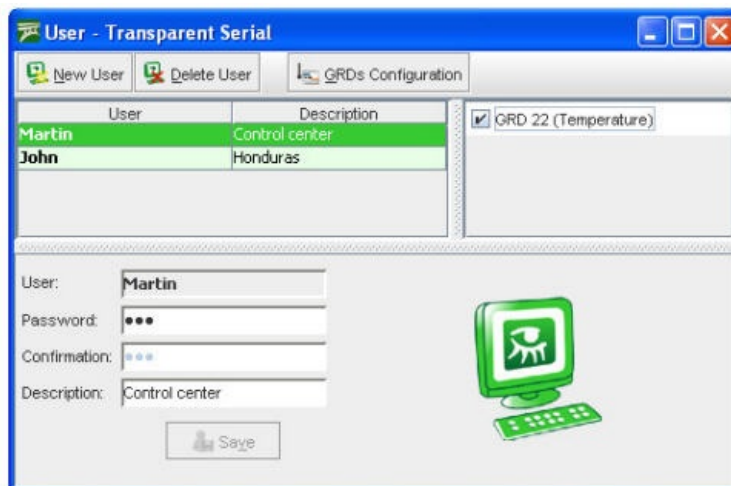 User - Transparent Serial
New User Delete User GRDs Configuration
User Description
Martin Control center
John Honduras
GRD 22 (Temperature)
User: Martin
Password: •••
Confirmation: •••
Description: Control center
Save